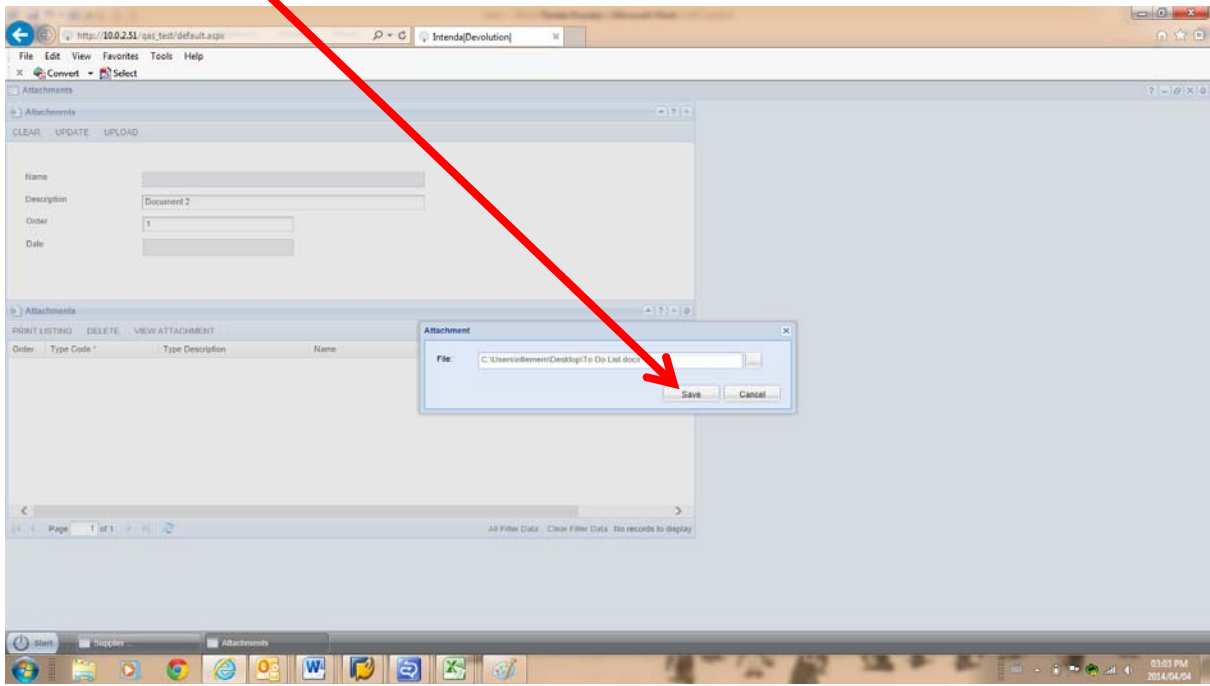 http://10.0.2.51/qas_test/default.aspx
Intenda|Devolution|
File Edit View Favorites Tools Help
Convert Select
Attachments
Attachments
CLEAR UPDATE UPLOAD
Name
Description Document 2
Order 1
Date
Attachments
PRINT LISTING DELETE VIEW ATTACHMENT
Order Type Code Type Description Name
Attachment
File: To Do List.docx
Save Cancel
Page 1 of 1 All Filter Data Clear Filter Data No records to display
Start Supplier Attachments
03:03 PM
2014/04/04